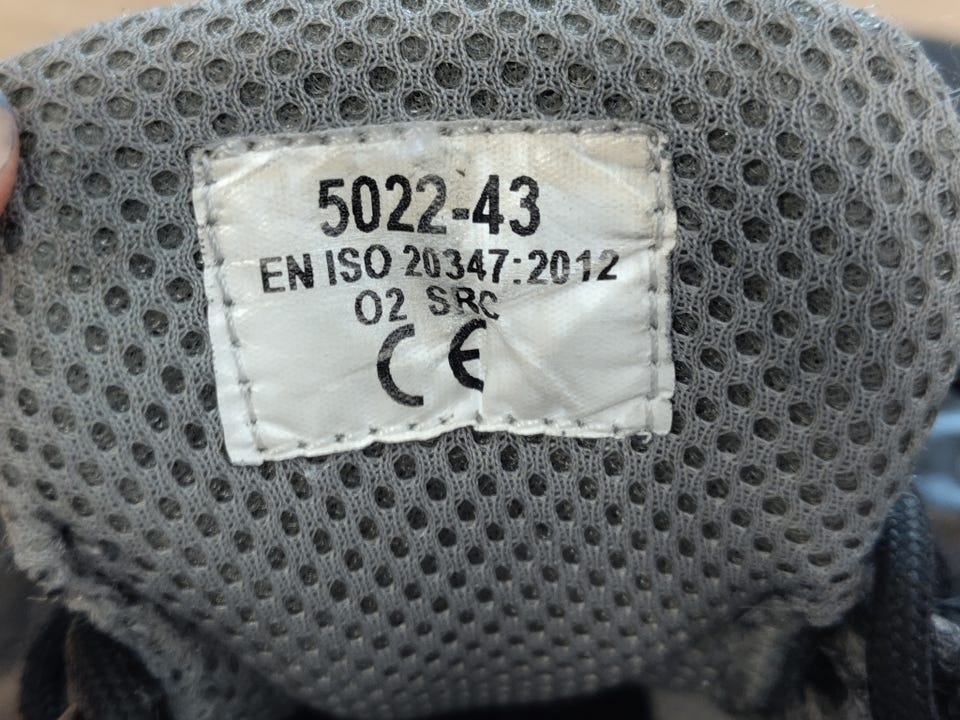 5022-43
EN ISO 20347:2012
O2 SRC
CE